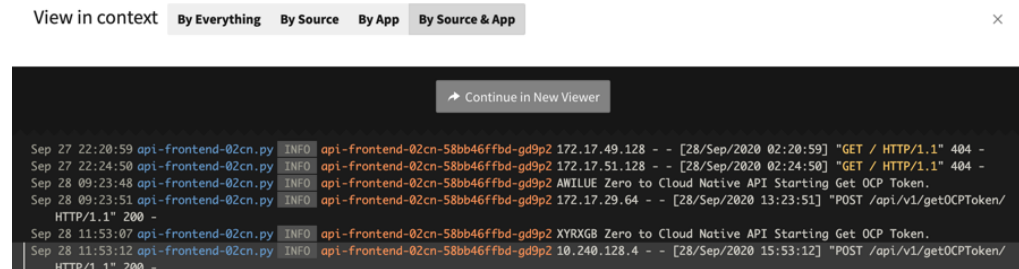 View in context By Everything By Source By App By Source & App ×
Continue in New Viewer
Sep 27 22:20:59 api-frontend-02cn.py INFO api-frontend-02cn-58bb46ffbd-gd9p2 172.17.49.128 - - [28/Sep/2020 02:20:59] "GET / HTTP/1.1" 404 -
Sep 27 22:24:50 api-frontend-02cn.py INFO api-frontend-02cn-58bb46ffbd-gd9p2 172.17.51.128 - - [28/Sep/2020 02:24:50] "GET / HTTP/1.1" 404 -
Sep 28 09:23:48 api-frontend-02cn.py INFO api-frontend-02cn-58bb46ffbd-gd9p2 AWILUE Zero to Cloud Native API Starting Get OCP Token.
Sep 28 09:23:51 api-frontend-02cn.py INFO api-frontend-02cn-58bb46ffbd-gd9p2 172.17.29.64 - - [28/Sep/2020 13:23:51] "POST /api/v1/getOCPToken/
HTTP/1.1" 200 -
Sep 28 11:53:07 api-frontend-02cn.py INFO api-frontend-02cn-58bb46ffbd-gd9p2 XYRXGB Zero to Cloud Native API Starting Get OCP Token.
Sep 28 11:53:12 api-frontend-02cn.py INFO api-frontend-02cn-58bb46ffbd-gd9p2 10.240.128.4 - - [28/Sep/2020 15:53:12] "POST /api/v1/getOCPToken/
HTTP/1.1" 200 -